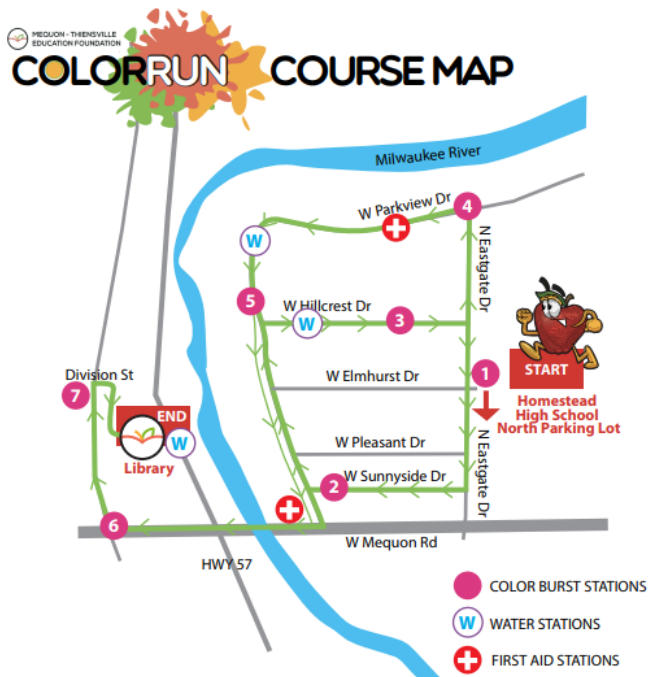 MEQUON - THIENSVILLE
EDUCATION FOUNDATION
COLORRUN COURSE MAP
Milwaukee River
W Parkview Dr
4
W
N Eastgate Dr
5
W Hillcrest Dr
W
3
Division St
7
W Elmhurst Dr
1
START
Homestead
High School
North Parking Lot
END
W
Library
W Pleasant Dr
N Eastgate Dr
W Sunnyside Dr
2
6
W Mequon Rd
HWY 57
COLOR BURST STATIONS
W WATER STATIONS
FIRST AID STATIONS